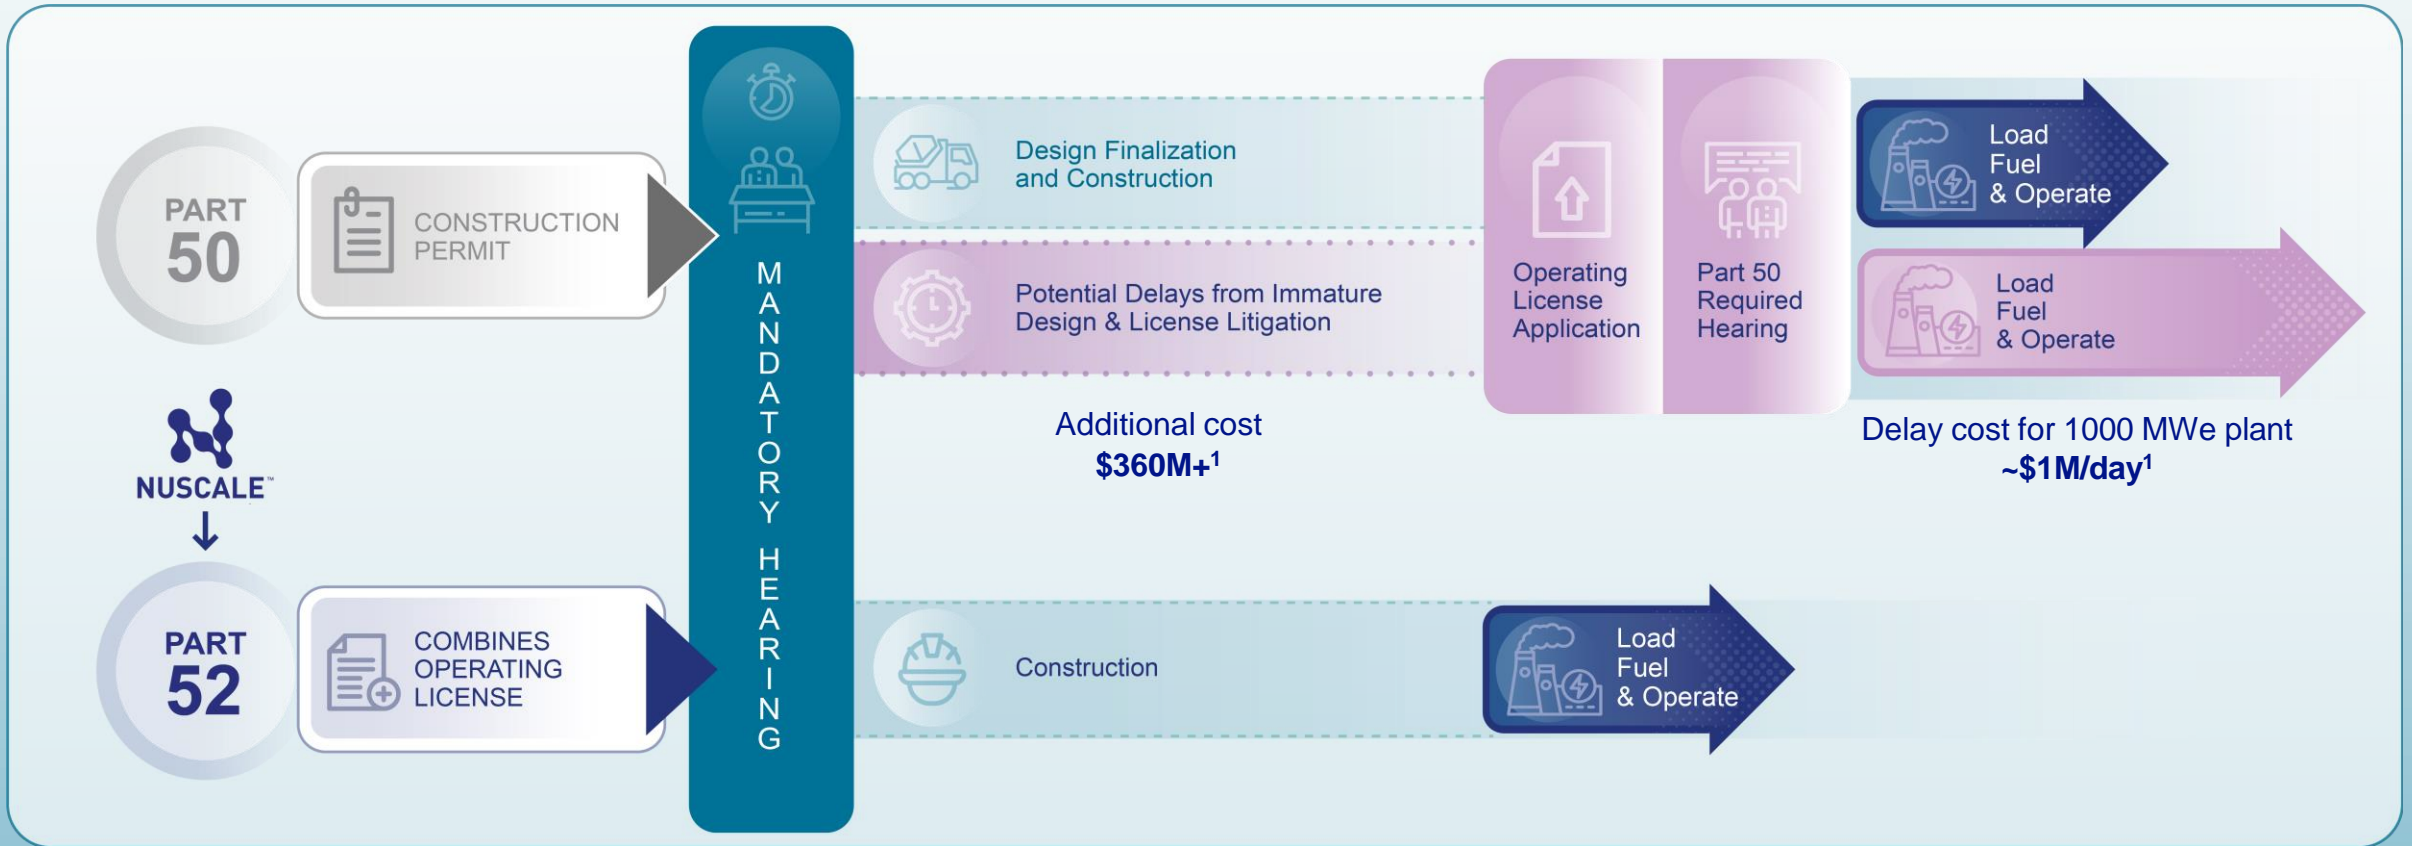 PART
50
CONSTRUCTION
PERMIT
MANDATORY HEARING
Design Finalization
and Construction
Potential Delays from Immature
Design & License Litigation
Additional cost
$360M+¹
Operating
License
Application
Part 50
Required
Hearing
Load
Fuel
& Operate
Load
Fuel
& Operate
Delay cost for 1000 MWe plant
~$1M/day¹
NUSCALE™
PART
52
COMBINES
OPERATING
LICENSE
Construction
Load
Fuel
& Operate